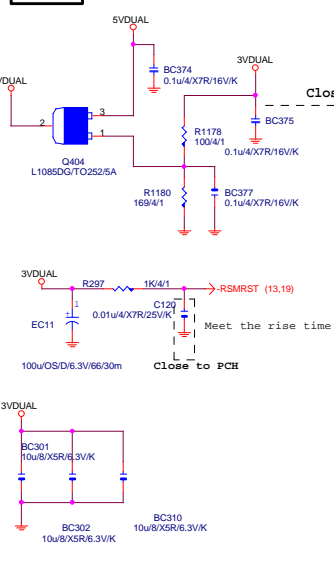 5VDUAL
BC374
0.1u/4/X7R/16V/K
3VDUAL
VDUAL
Clos
3
2
1
BC375
0.1u/4/X7R/16V/K
R1178
100/4/1
Q404
L1085DG/TO252/5A
R1180
169/4/1
BC377
0.1u/4/X7R/16V/K
3VDUAL
R297
1K/4/1
-RSMRST (13,19)
1
+
EC11
C120
0.01u/4/X7R/25V/K
Meet the rise time
100u/OS/D/6.3V/66/30m
Close to PCH
3VDUAL
BC301
10u/8/X5R/6.3V/K
BC302
10u/8/X5R/6.3V/K
BC310
10u/8/X5R/6.3V/K